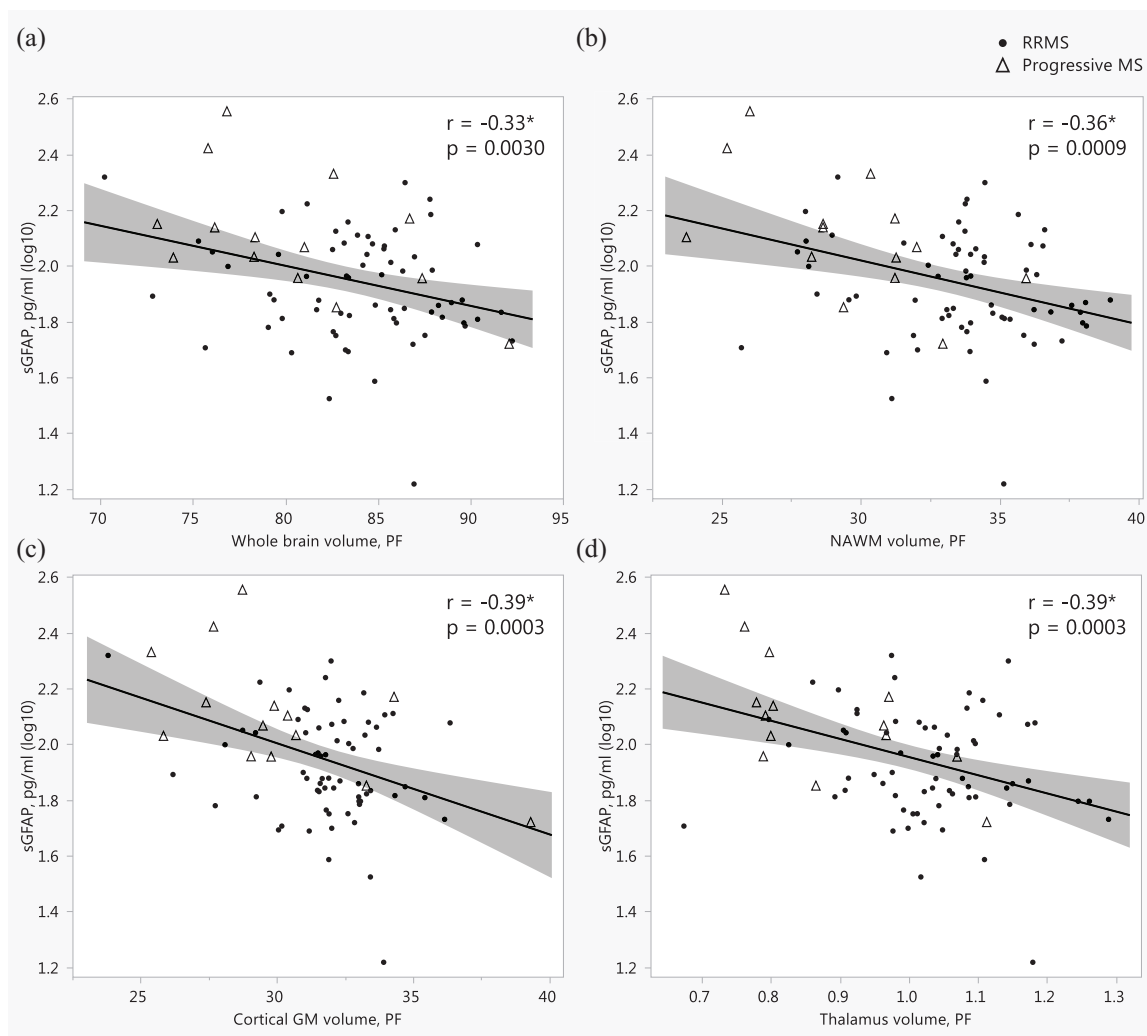 (a)
(b)
RRMS
Progressive MS
r = -0.33*
p = 0.0030
2.6
2.4
2.2
2.0
1.8
1.6
1.4
1.2
sGFAP, pg/ml (log10)
70 75 80 85 90 95
Whole brain volume, PF
r = -0.36*
p = 0.0009
2.6
2.4
2.2
2.0
1.8
1.6
1.4
1.2
sGFAP, pg/ml (log10)
25 30 35 40
NAWM volume, PF
(c)
(d)
r = -0.39*
p = 0.0003
2.6
2.4
2.2
2.0
1.8
1.6
1.4
1.2
sGFAP, pg/ml (log10)
25 30 35 40
Cortical GM volume, PF
r = -0.39*
p = 0.0003
2.6
2.4
2.2
2.0
1.8
1.6
1.4
1.2
sGFAP, pg/ml (log10)
0.7 0.8 0.9 1.0 1.1 1.2 1.3
Thalamus volume, PF